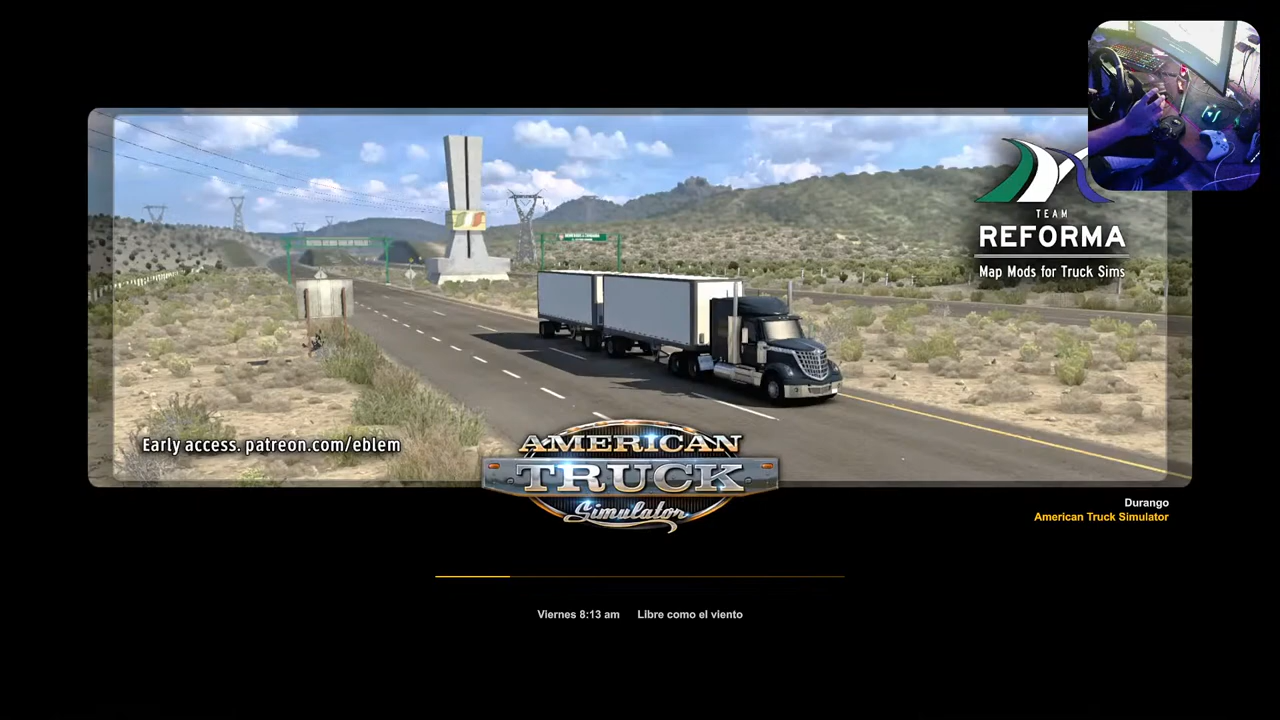 TEAM
REFORMA
Map Mods for Truck Sims
Early access. patreon.com/eblem
AMERICAN
TRUCK
Simulator
Durango
American Truck Simulator
Viernes 8:13 am Libre como el viento